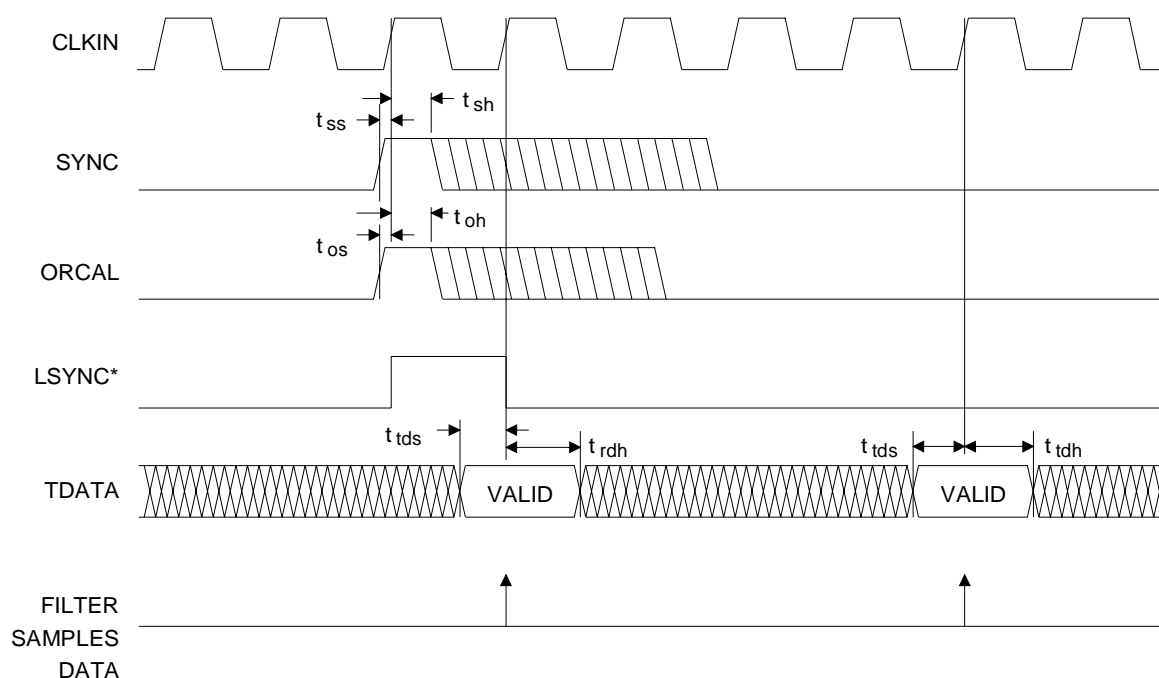 CLKIN
t sh
t ss
SYNC
t oh
t os
ORCAL
LSYNC*
t tds
t rdh
t tds
t tdh
TDATA
VALID
VALID
FILTER
SAMPLES
DATA